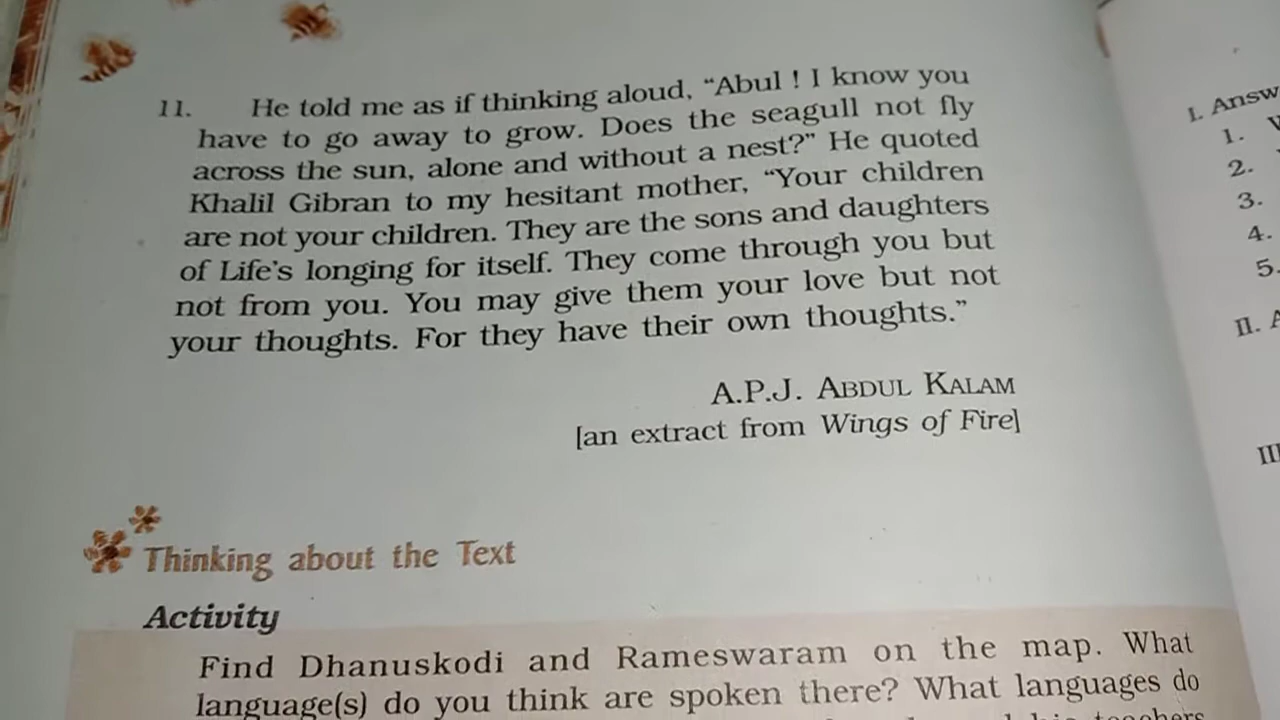 11. He told me as if thinking aloud, “Abul ! I know you
have to go away to grow. Does the seagull not fly
across the sun, alone and without a nest?” He quoted
Khalil Gibran to my hesitant mother, “Your children
are not your children. They are the sons and daughters
of Life’s longing for itself. They come through you but
not from you. You may give them your love but not
your thoughts. For they have their own thoughts.”
A.P.J. ABDUL KALAM
[an extract from Wings of Fire]
Thinking about the Text
Activity
Find Dhanuskodi and Rameswaram on the map. What
language(s) do you think are spoken there? What languages do
teachers
I. Answ
1.
2.
3.
4.
5.
II. A
III